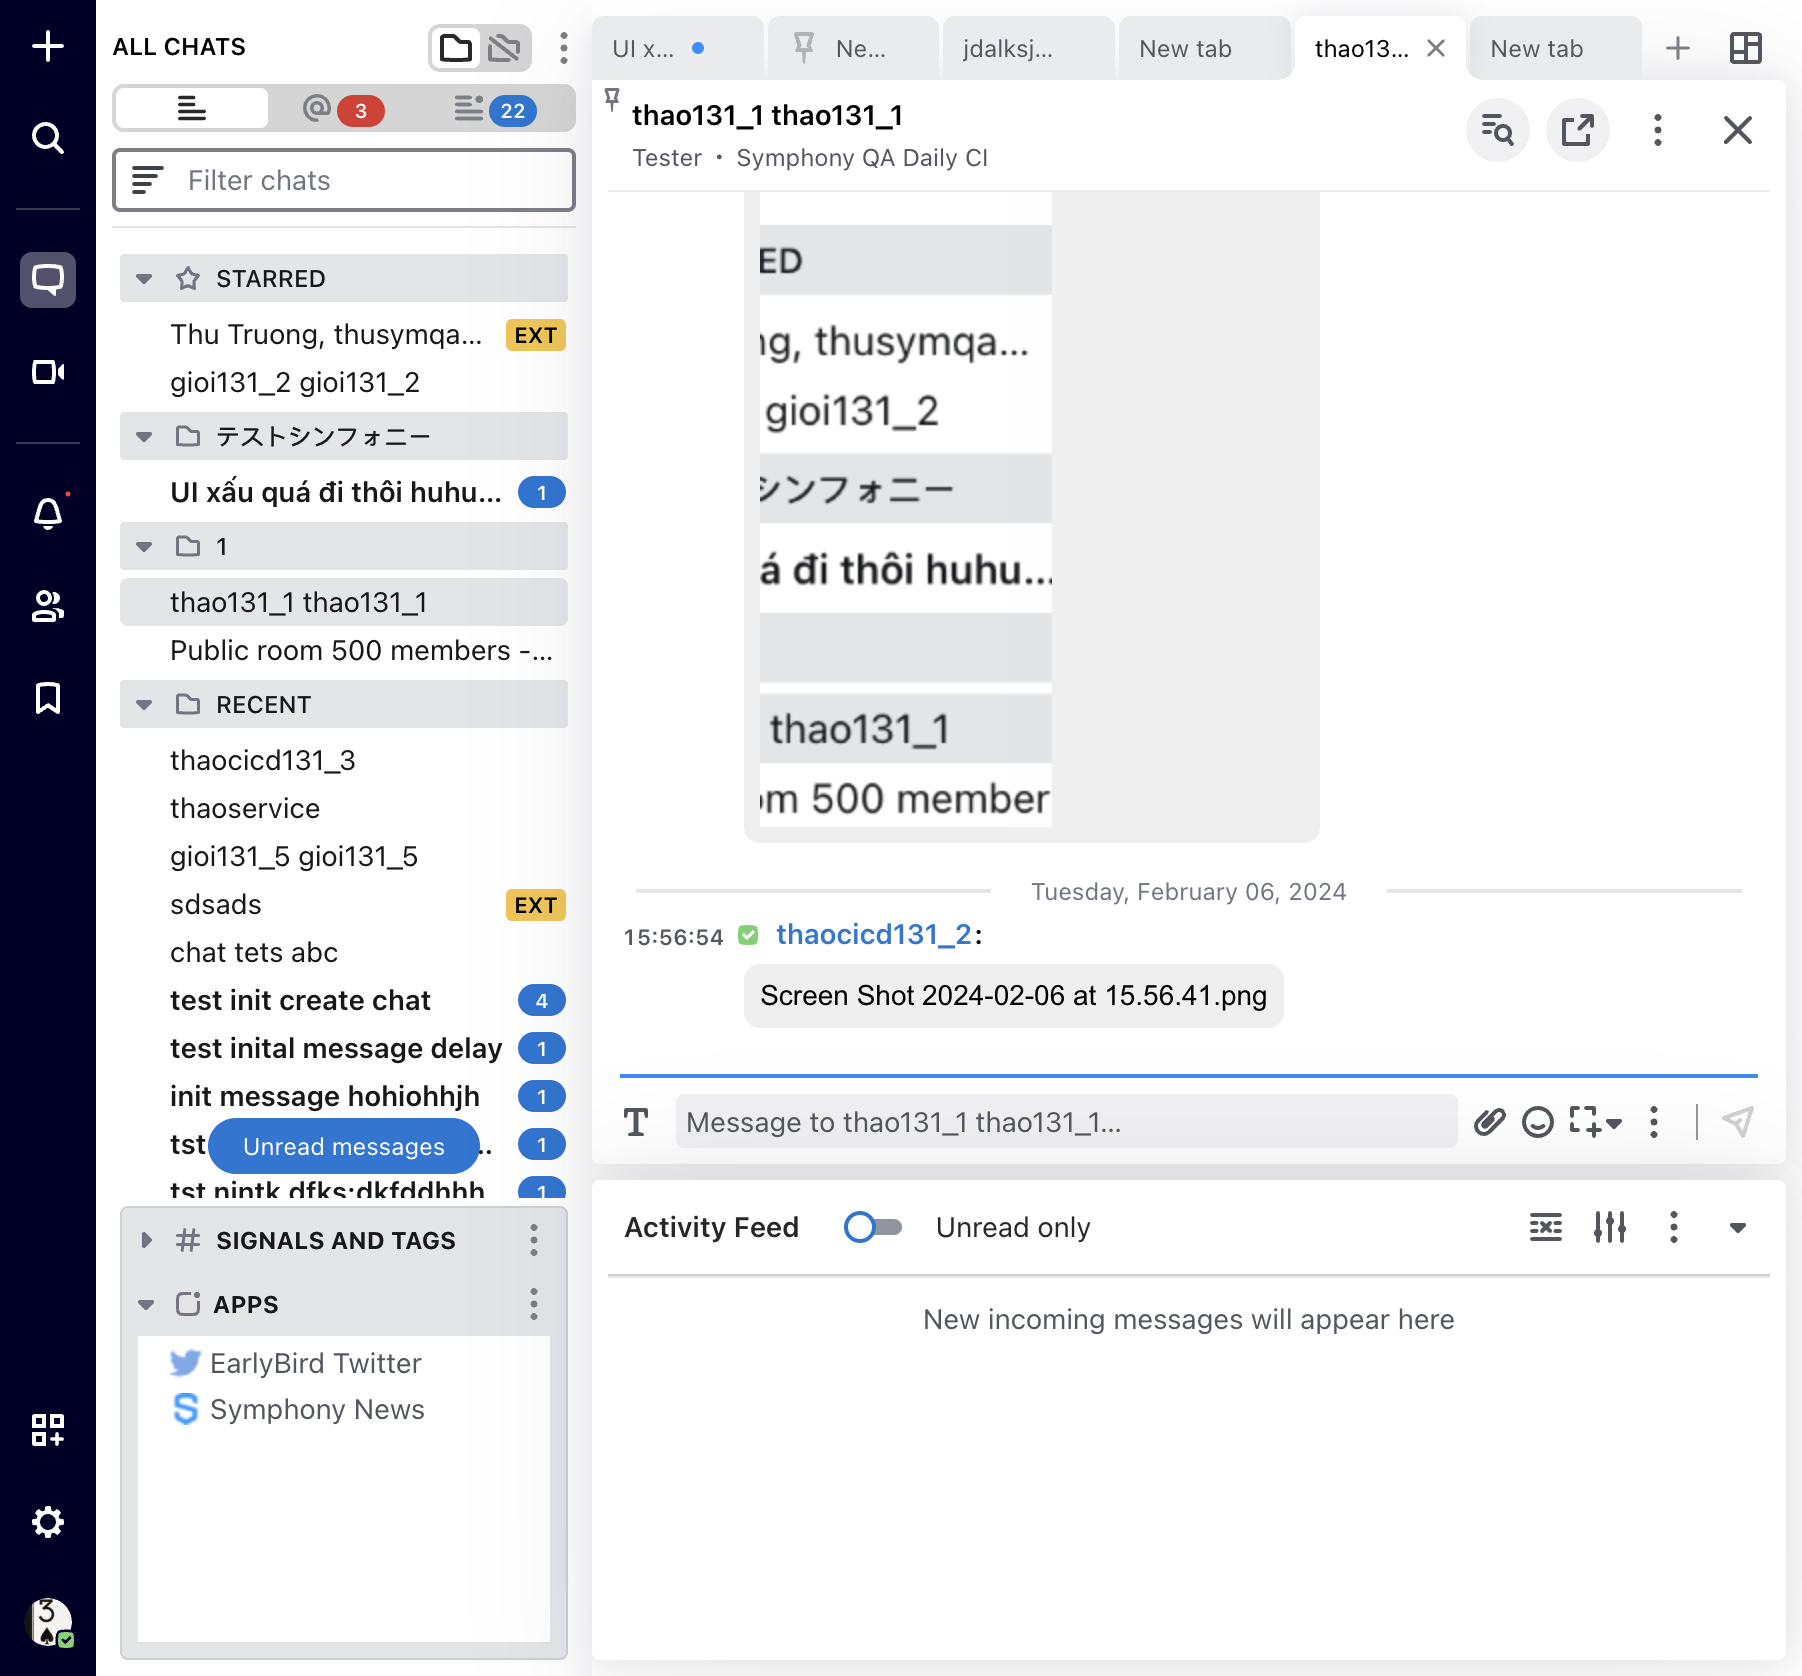 ALL CHATS
3
22
Filter chats
STARRED
Thu Truong, thusymqa...
EXT
gioi131_2 gioi131_2
テストシンフォニー
UI xấu quá đi thôi huhu...
1
1
thao131_1 thao131_1
Public room 500 members -...
RECENT
thaocicd131_3
thaoservice
gioi131_5 gioi131_5
sdsads
EXT
chat tets abc
test init create chat
4
test inital message delay
1
init message hohiohhjh
1
tst
Unread messages
..
1
tst nintk dfks;dkfddhhh
1
SIGNALS AND TAGS
APPS
EarlyBird Twitter
Symphony News
3
UI x...
Ne...
jdalksj...
New tab
thao13...
New tab
thao131_1 thao131_1
Tester • Symphony QA Daily CI
ED
ng, thusymqa...
gioi131_2
シンフォニー
á đi thôi huhu...
thao131_1
om 500 member
Tuesday, February 06, 2024
15:56:54 thaocicd131_2:
Screen Shot 2024-02-06 at 15.56.41.png
T
Message to thao131_1 thao131_1...
Activity Feed
Unread only
New incoming messages will appear here